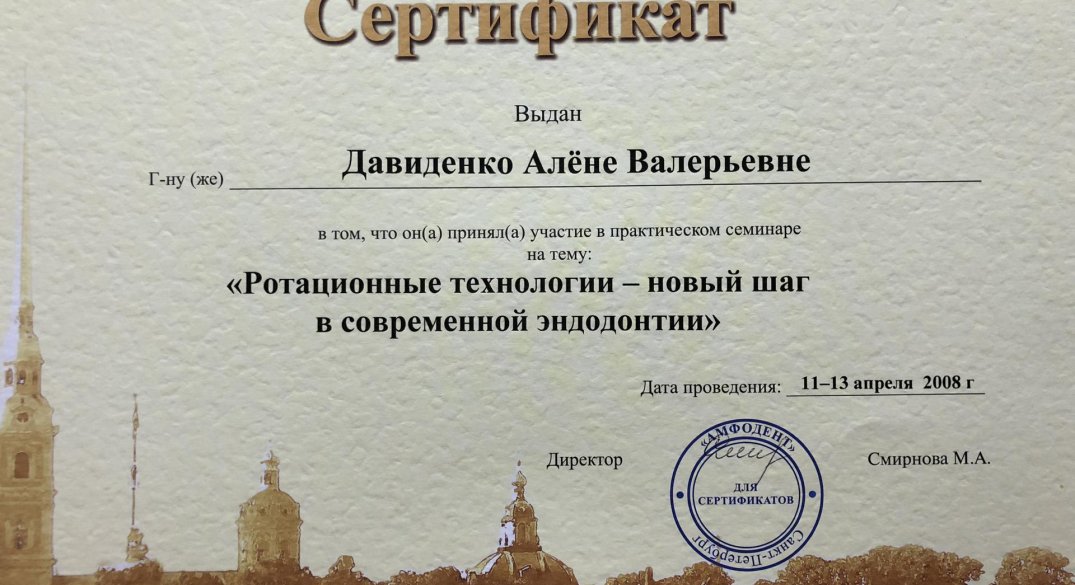 Сертификат
Выдан
Г-ну (же) Давиденко Алёне Валерьевне
в том, что он(а) принял(а) участие в практическом семинаре
на тему:
«Ротационные технологии – новый шаг
в современной эндодонтии»
Дата проведения: 11–13 апреля 2008 г
Директор
«АМФОДЕНТ»
ДЛЯ
СЕРТИФИКАТОВ
Санкт-Петербург
Смирнова М.А.